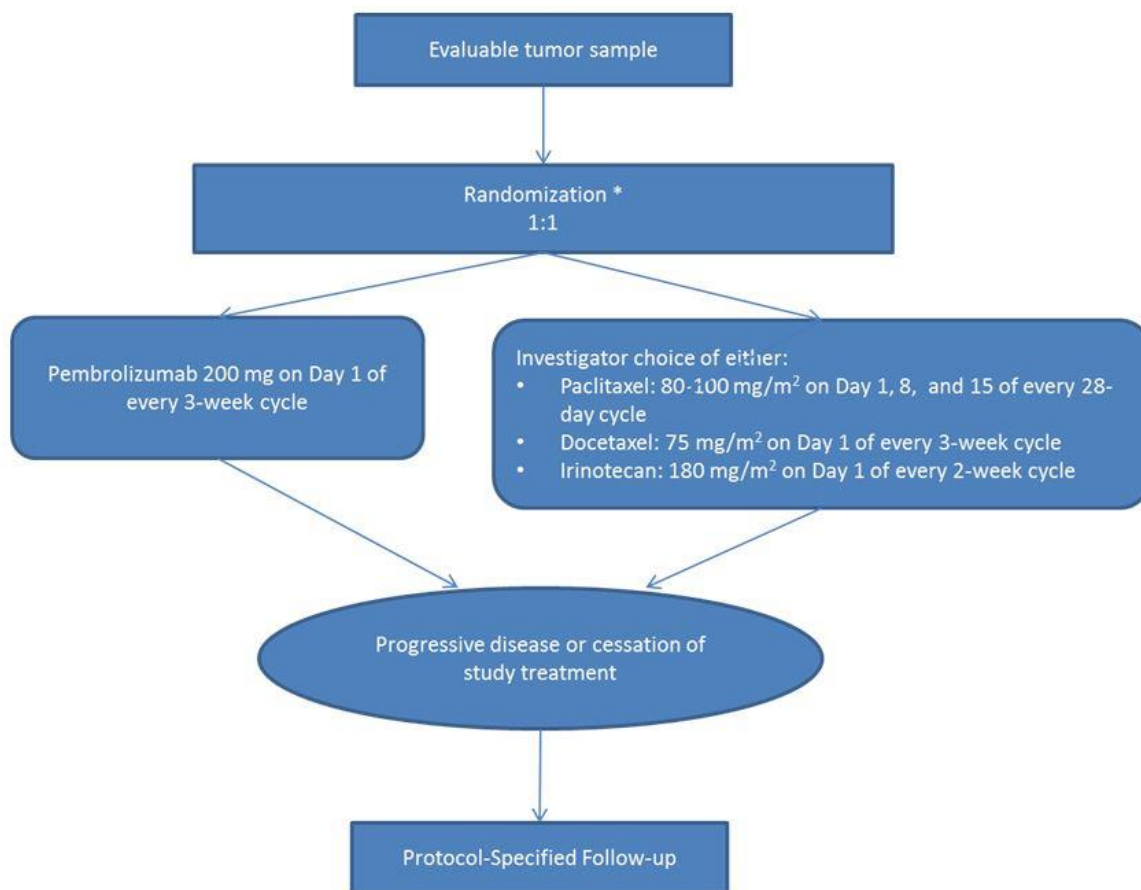 Evaluable tumor sample
Randomization *
1:1
Pembrolizumab 200 mg on Day 1 of
every 3-week cycle
Investigator choice of either:
• Paclitaxel: 80-100 mg/m² on Day 1, 8, and 15 of every 28-
day cycle
• Docetaxel: 75 mg/m² on Day 1 of every 3-week cycle
• Irinotecan: 180 mg/m² on Day 1 of every 2-week cycle
Progressive disease or cessation of
study treatment
Protocol-Specified Follow-up